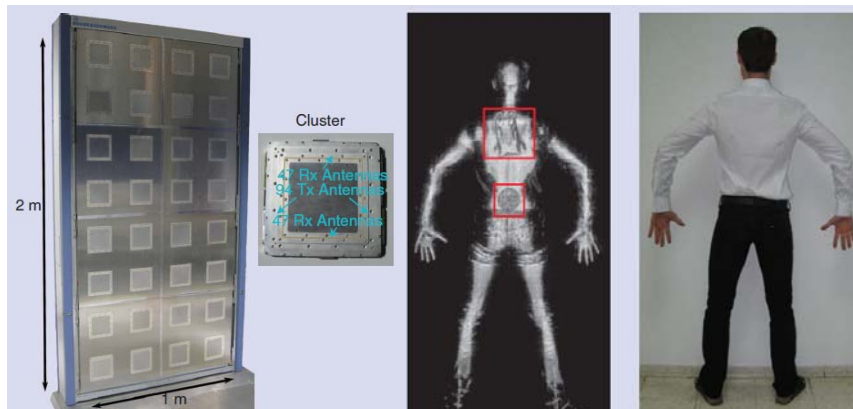 Cluster
47 Rx Antennas
94 Tx Antennas
47 Rx Antennas
2 m
1 m